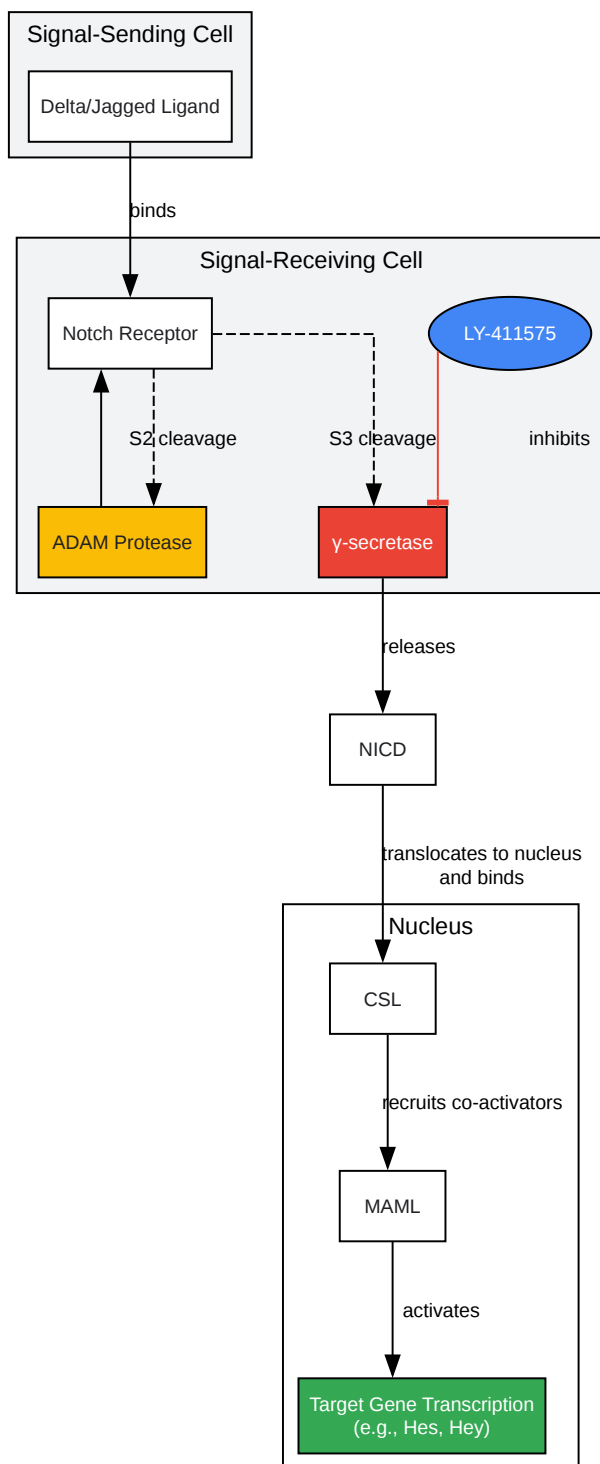 Signal-Sending Cell
Delta/Jagged Ligand
binds
Signal-Receiving Cell
Notch Receptor
LY-411575
S2 cleavage
S3 cleavage
inhibits
ADAM Protease
γ-secretase
releases
NICD
translocates to nucleus
and binds
Nucleus
CSL
recruits co-activators
MAML
activates
Target Gene Transcription
(e.g., Hes, Hey)